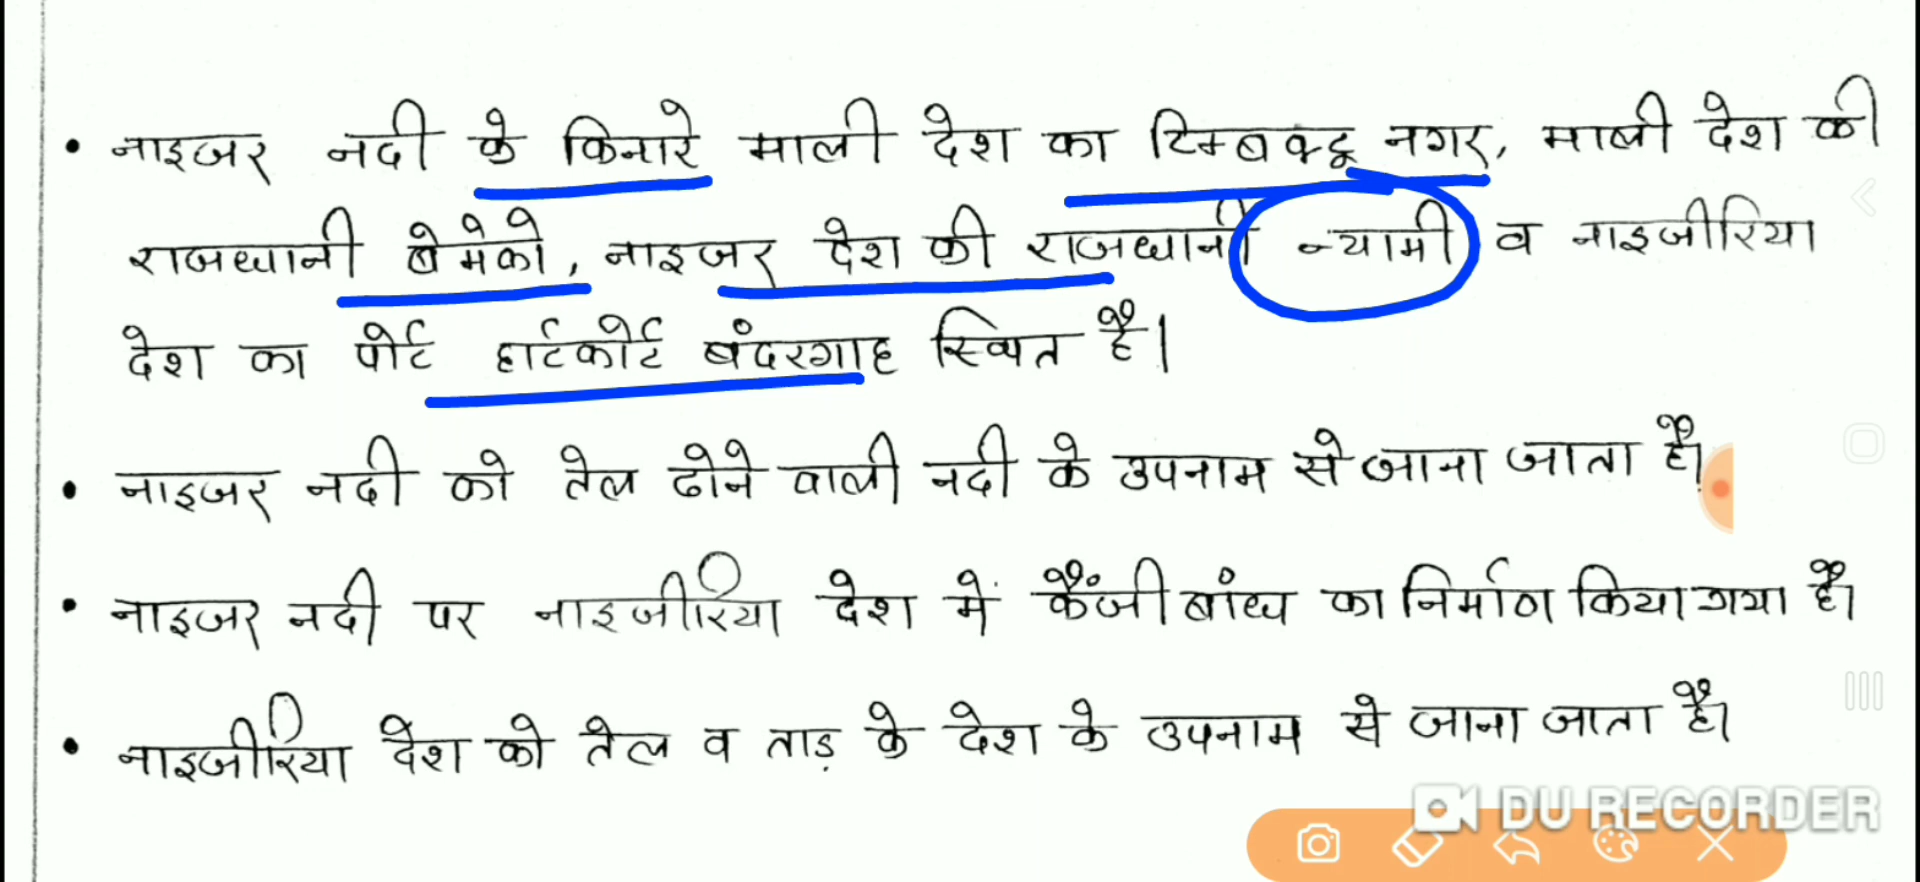 • नाइजर नदी के किनारे माली देश का टिम्बक्टू नगर, माली देश की
राजधानी बेमेको, नाइजर देश की राजधानी न्यामी व नाइजीरिया
देश का पोर्ट हार्टकोर्ट बंदरगाह स्थित है।
• नाइजर नदी को तेल ढोने वाली नदी के उपनाम से जाना जाता है।
• नाइजर नदी पर नाइजीरिया देश में कैंजी बांध का निर्माण किया गया है।
• नाइजीरिया देश को तेल व ताड़ के देश के उपनाम से जाना जाता है।
DU RECORDER